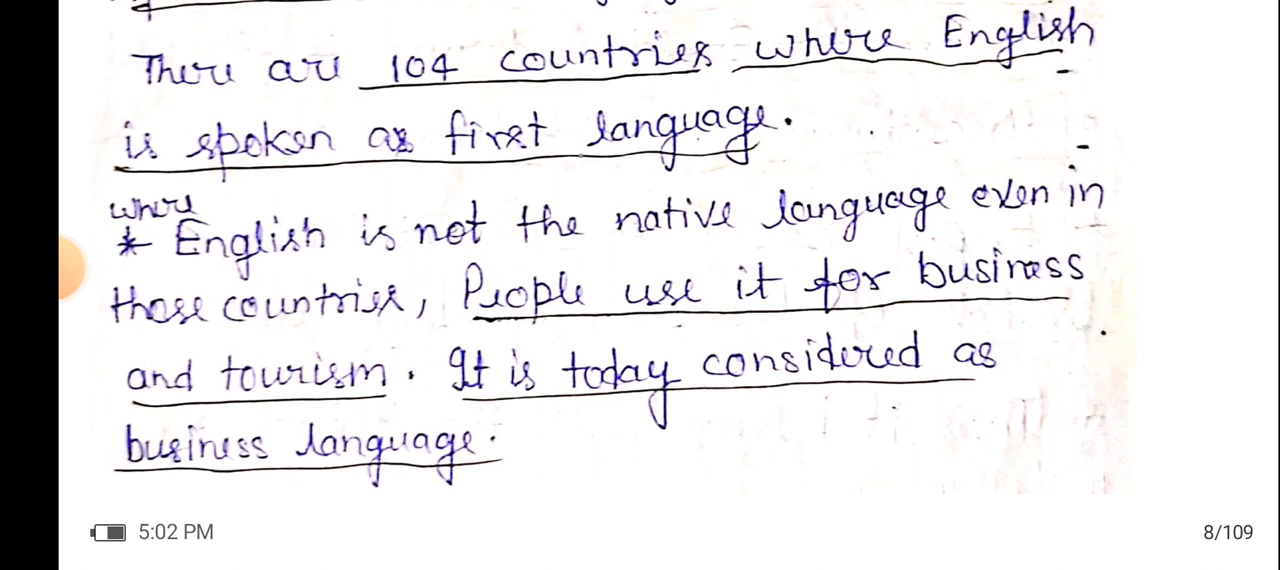 There are 104 countries where English
is spoken as first language.
where
* English is not the native language even in
those countries, People use it for business
and tourism. It is today considered as
business language.
5:02 PM
8/109